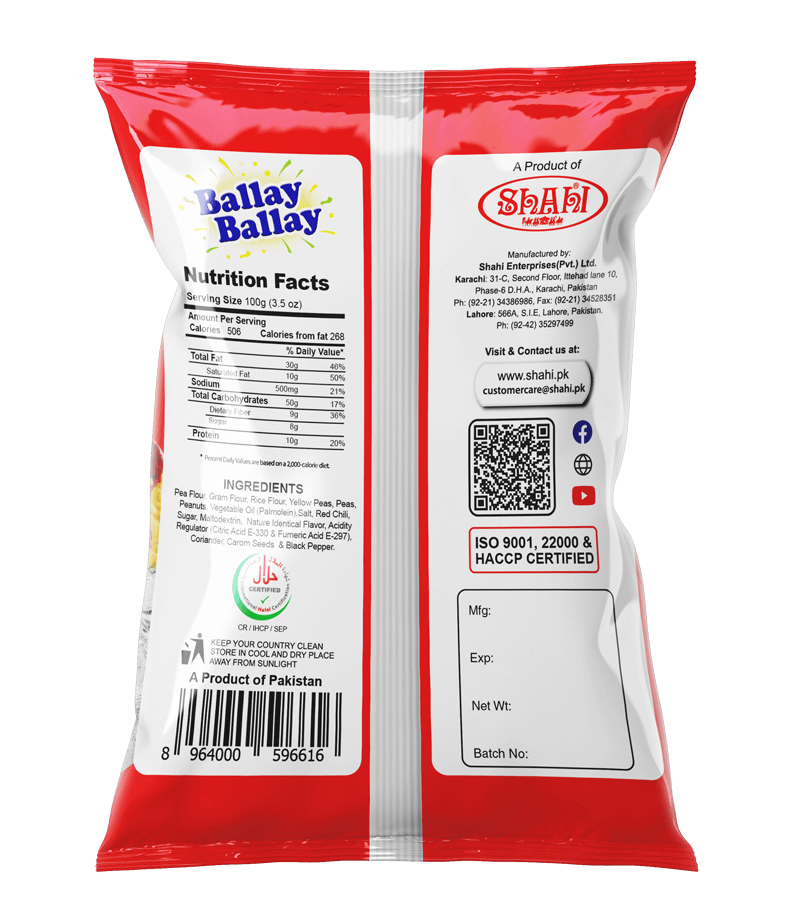 Ballay
Ballay
Nutrition Facts
Serving Size 100g (3.5 oz)
Amount Per Serving
Calories 506 Calories from fat 268
% Daily Value*
Total Fat 30g 46%
Saturated Fat 10g 50%
Sodium 500mg 21%
Total Carbohydrates 50g 17%
Dietary Fiber 9g 36%
Sugar 8g
Protein 10g 20%
* Percent Daily Values are based on a 2,000-calorie diet.
INGREDIENTS
Pea Flour, Gram Flour, Rice Flour, Yellow Peas, Peas,
Peanuts, Vegetable Oil (Palmolein).Salt, Red Chili,
Sugar, Maltodextrin, Nature Identical Flavor, Acidity
Regulator (Citric Acid E-330 & Fumeric Acid E-297),
Coriander, Carom Seeds & Black Pepper.
حلال
CERTIFIED
International Halal Certification
CR / IHCP / SEP
KEEP YOUR COUNTRY CLEAN
STORE IN COOL AND DRY PLACE
AWAY FROM SUNLIGHT
A Product of Pakistan
8 964000 596616
A Product of
SHAHI®
Manufactured by:
Shahi Enterprises(Pvt.) Ltd.
Karachi: 31-C, Second Floor, Ittehad lane 10,
Phase-6 D.H.A., Karachi, Pakistan
Ph: (92-21) 34386986, Fax: (92-21) 34528351
Lahore: 566A, S.I.E, Lahore, Pakistan.
Ph: (92-42) 35297499
Visit & Contact us at:
www.shahi.pk
customercare@shahi.pk
ISO 9001, 22000 &
HACCP CERTIFIED
Mfg:
Exp:
Net Wt:
Batch No: